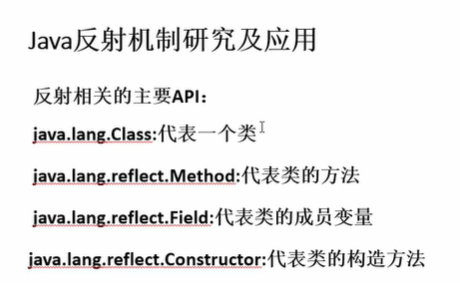 Java反射机制研究及应用
反射相关的主要API：
java.lang.Class:代表一个类
java.lang.reflect.Method:代表类的方法
java.lang.reflect.Field:代表类的成员变量
java.lang.reflect.Constructor:代表类的构造方法